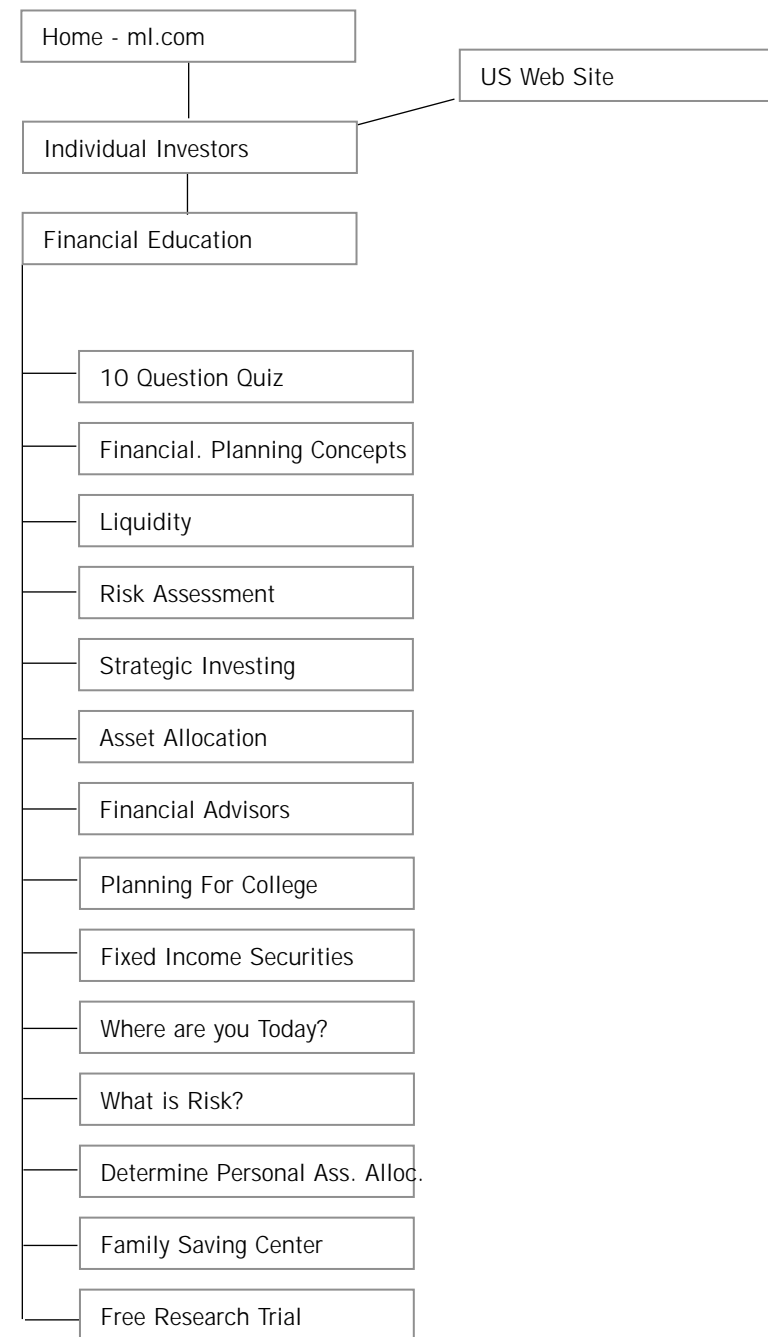 Home - ml.com
US Web Site
Individual Investors
Financial Education
10 Question Quiz
Financial. Planning Concepts
Liquidity
Risk Assessment
Strategic Investing
Asset Allocation
Financial Advisors
Planning For College
Fixed Income Securities
Where are you Today?
What is Risk?
Determine Personal Ass. Alloc.
Family Saving Center
Free Research Trial